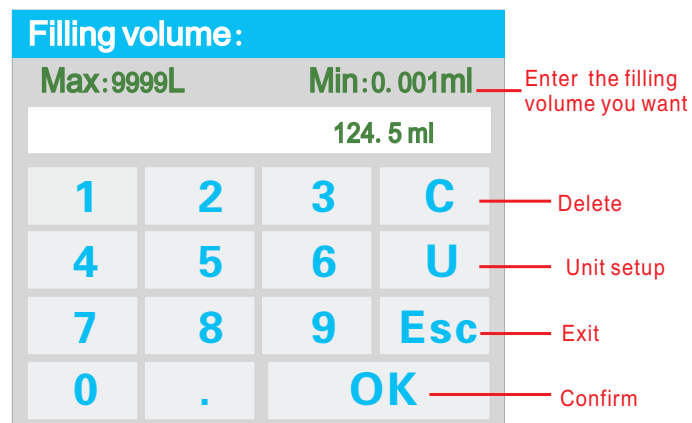 Filling volume:
Max:9999L Min:0.001ml
Enter the filling
volume you want
124.5 ml
1 2 3 C
Delete
4 5 6 U
Unit setup
7 8 9 Esc
Exit
0 . OK
Confirm